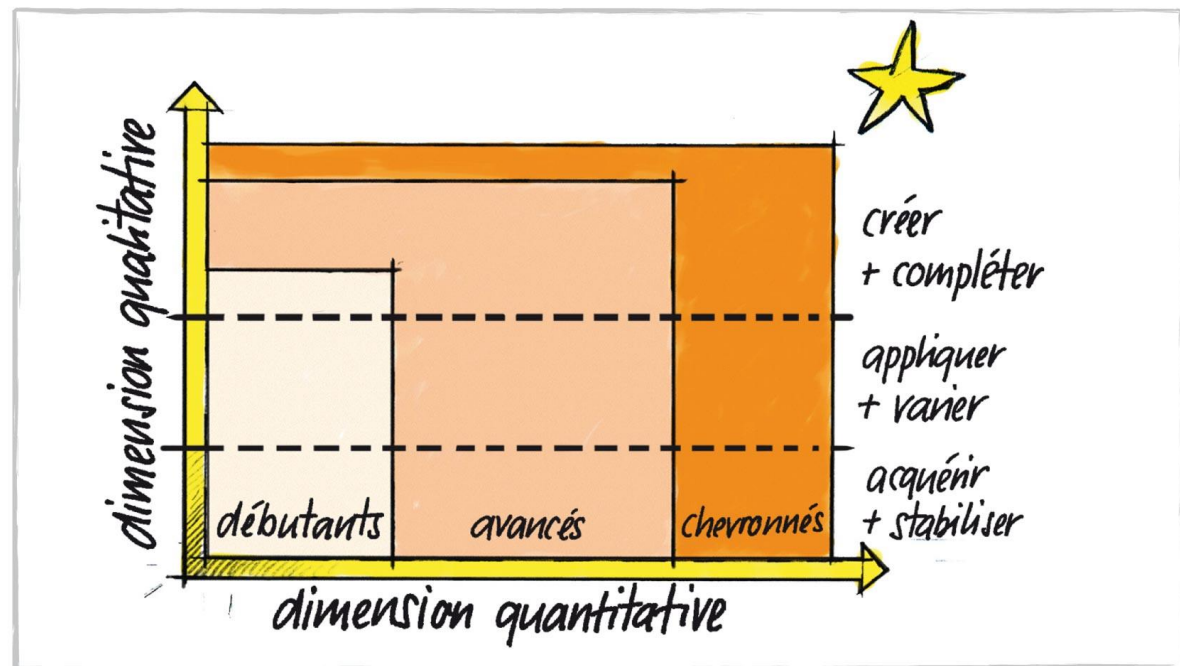 dimension qualitative
créer
+ compléter
appliquer
+ varier
acquérir
+ stabiliser
débutants
avancés
chevronnés
dimension quantitative